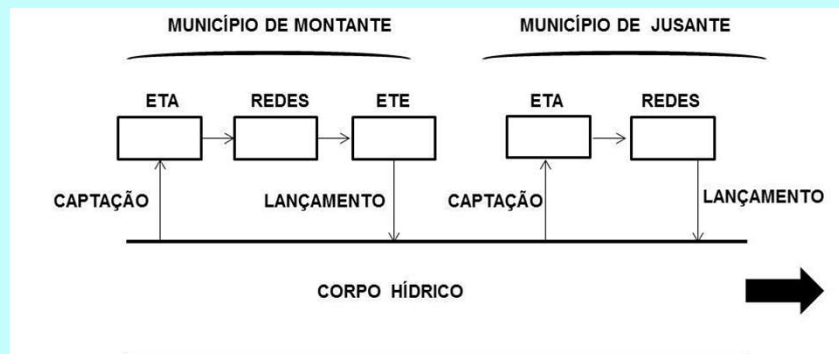 MUNICÍPIO DE MONTANTE
MUNICÍPIO DE JUSANTE
ETA
REDES
ETE
ETA
REDES
CAPTAÇÃO
LANÇAMENTO
CAPTAÇÃO
LANÇAMENTO
CORPO HÍDRICO